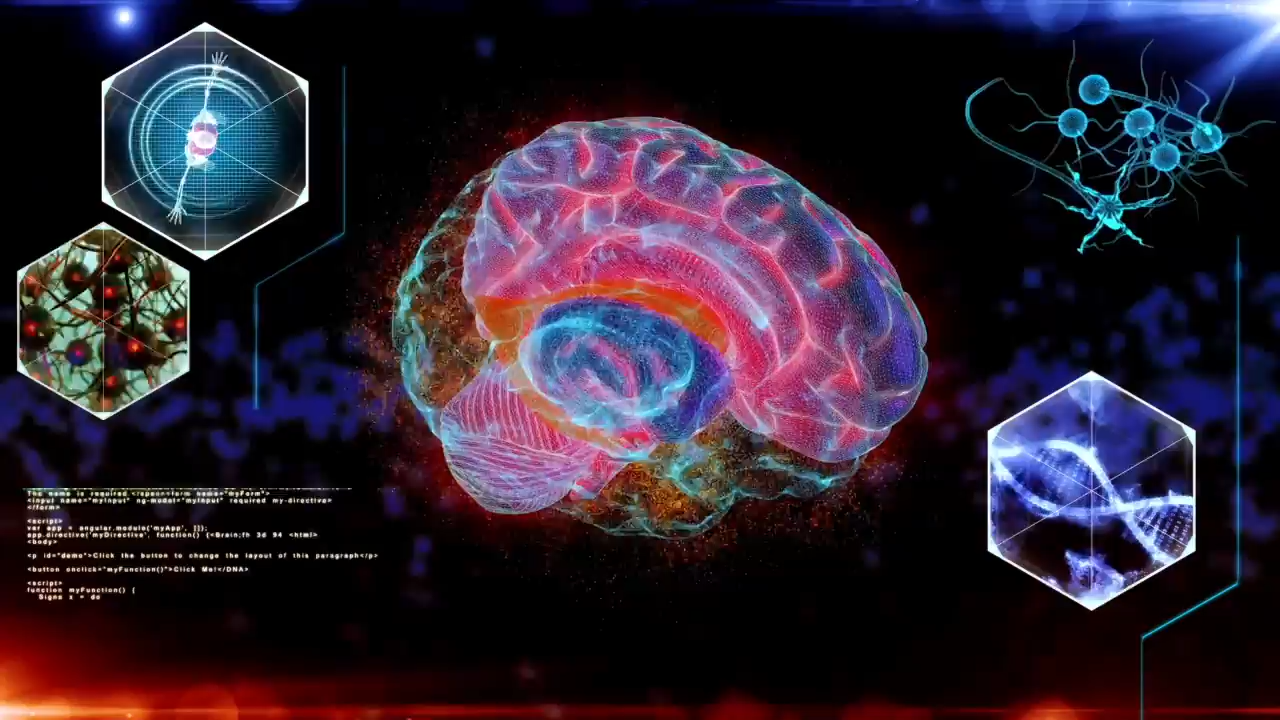 The name is required.</span><form name="myForm">
<input name="myInput" ng-model="myInput" required my-directive>
</form>
<script>
var app = angular.module('myApp', []);
app.directive('myDirective', function() {<Brain;fh 3d 94 <html>
<body>
<p id="demo">Click the button to change the layout of this paragraph</p>
<button onclick="myFunction()">Click Me!</DNA>
<script>
function myFunction() {
Signs x = do